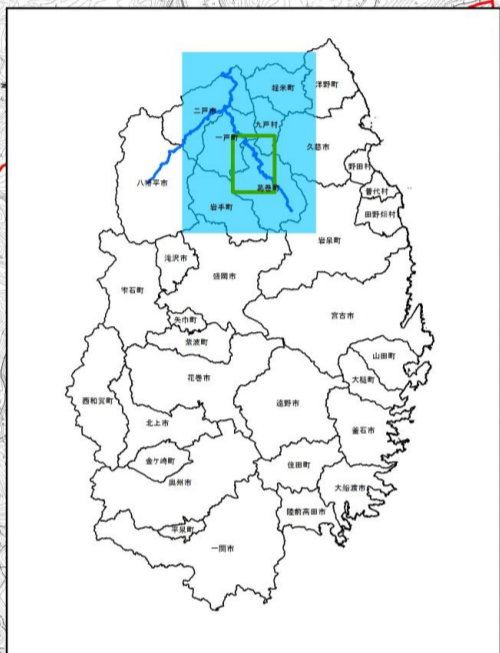 洋野町
軽米町
二戸市
九戸村
一戸町
久慈市
野田村
八幡平市
普代村
葛巻町
岩手町
田野畑村
岩泉町
滝沢市
盛岡市
雫石町
宮古市
矢巾町
紫波町
山田町
花巻市
大槌町
遠野市
西和賀町
釜石市
北上市
金ケ崎町
住田町
奥州市
大船渡市
陸前高田市
平泉町
一関市